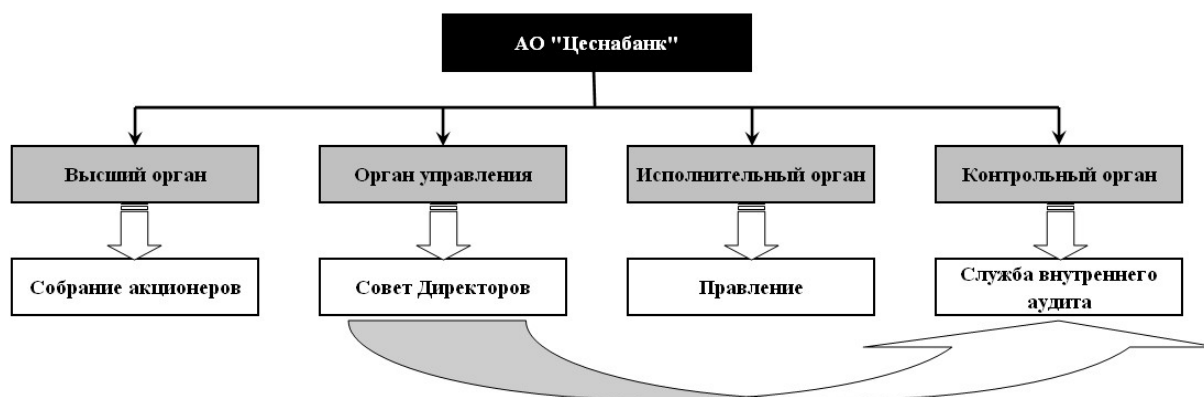 АО "Цеснабанк"
Высший орган
Орган управления
Исполнительный орган
Контрольный орган
Собрание акционеров
Совет Директоров
Правление
Служба внутреннего
аудита